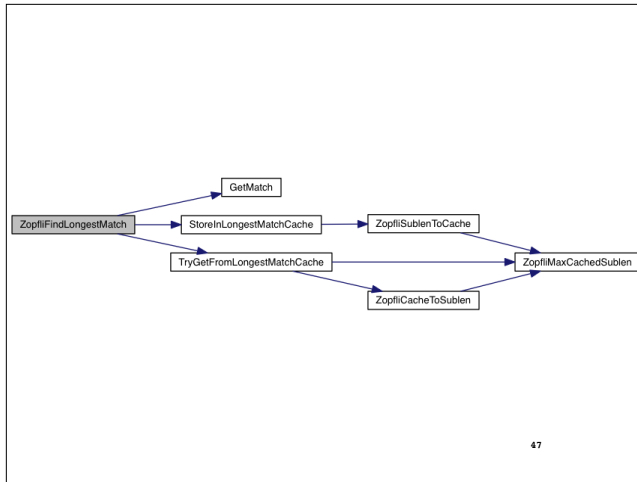 GetMatch
ZopfliFindLongestMatch
StoreInLongestMatchCache
ZopfliSublenToCache
TryGetFromLongestMatchCache
ZopfliMaxCachedSublen
ZopfliCacheToSublen
47